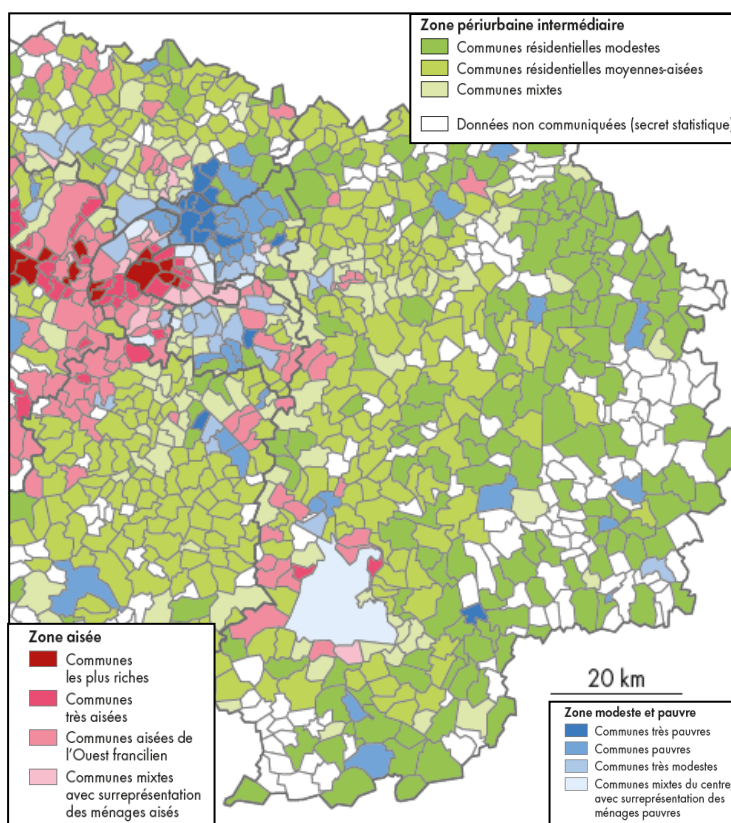 Zone périurbaine intermédiaire
Communes résidentielles modestes
Communes résidentielles moyennes-aisées
Communes mixtes
Données non communiquées (secret statistique)
Zone aisée
Communes
les plus riches
Communes
très aisées
Communes aisées de
l'Ouest francilien
Communes mixtes
avec surreprésentation
des ménages aisés
20 km
Zone modeste et pauvre
Communes très pauvres
Communes pauvres
Communes très modestes
Communes mixtes du centre
avec surreprésentation des
ménages pauvres